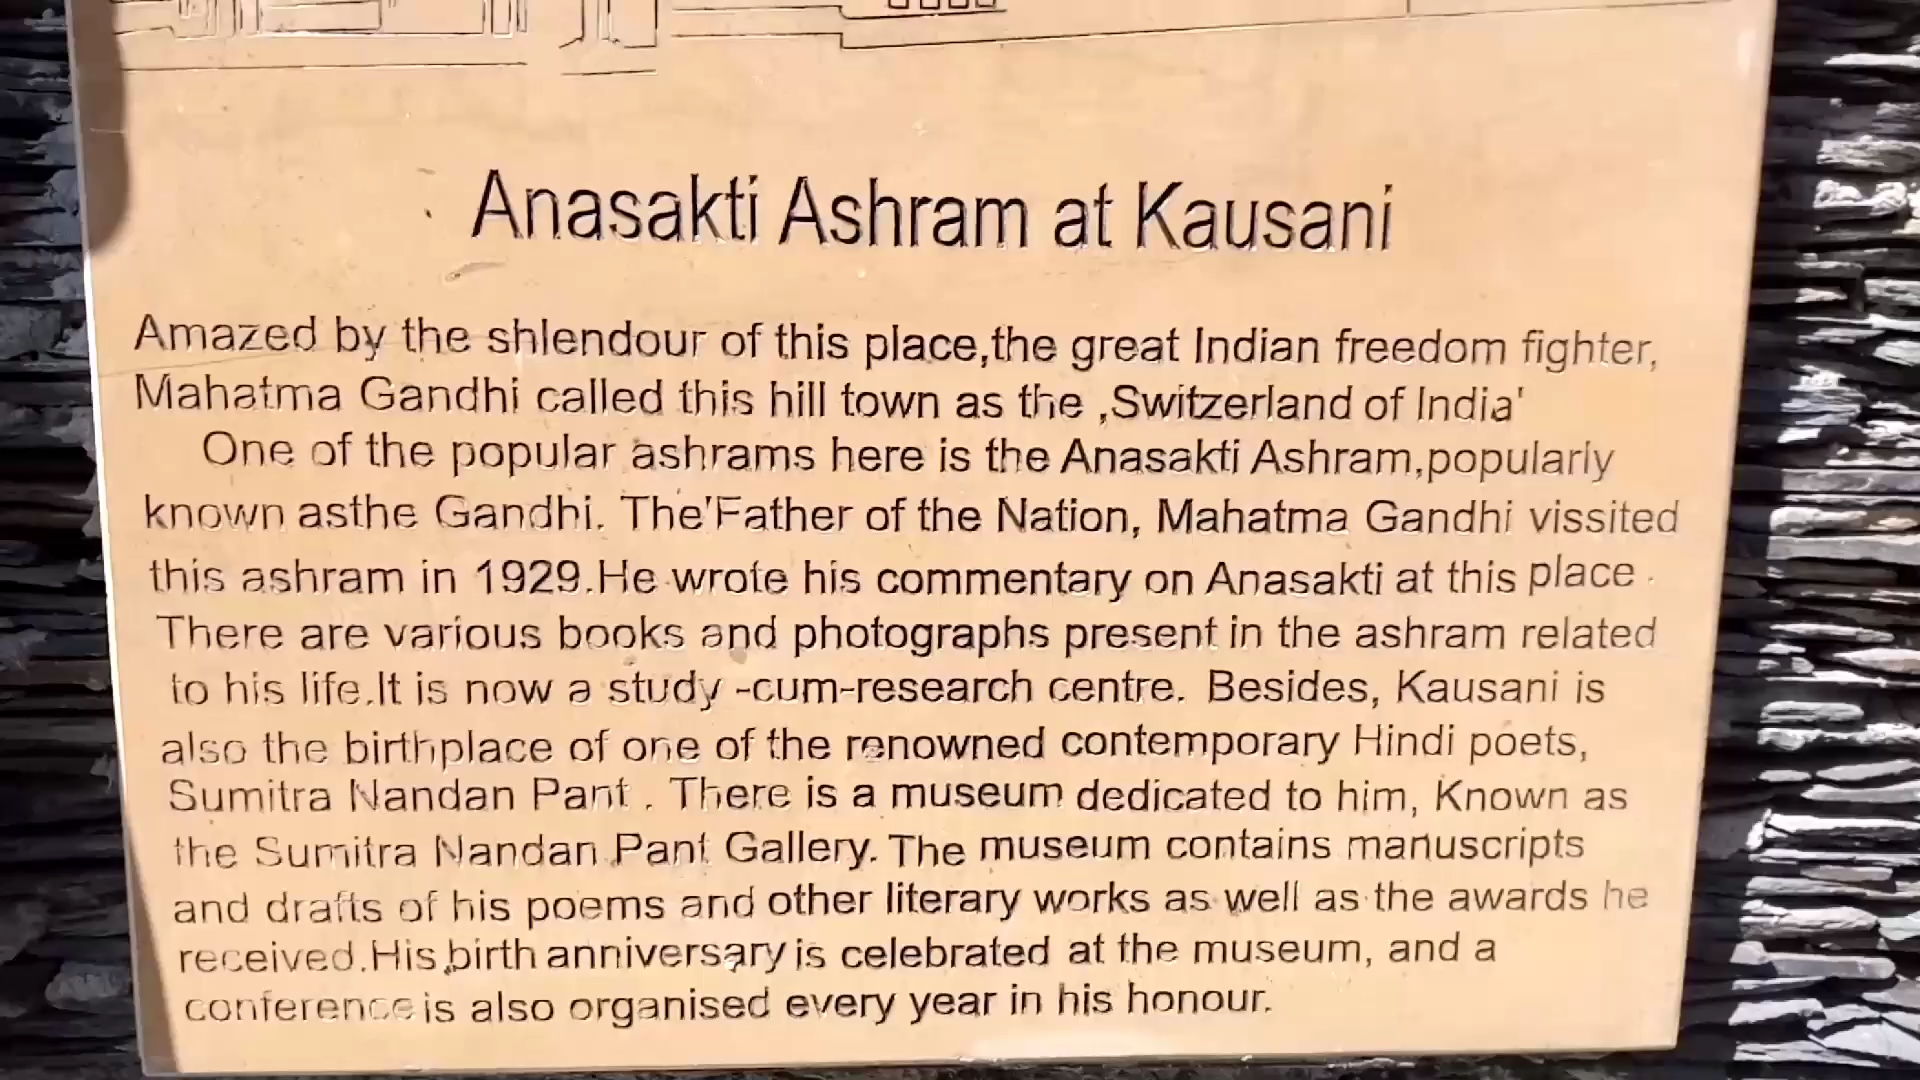 Anasakti Ashram at Kausani
Amazed by the shlendour of this place,the great Indian freedom fighter,
Mahatma Gandhi called this hill town as the ,Switzerland of India'
One of the popular ashrams here is the Anasakti Ashram,popularly
known asthe Gandhi. The'Father of the Nation, Mahatma Gandhi vissited
this ashram in 1929.He wrote his commentary on Anasakti at this place.
There are various books and photographs present in the ashram related
to his life.It is now a study -cum-research centre. Besides, Kausani is
also the birthplace of one of the renowned contemporary Hindi poets,
Sumitra Nandan Pant . There is a museum dedicated to him, Known as
the Sumitra Nandan Pant Gallery. The museum contains manuscripts
and drafts of his poems and other literary works as well as the awards he
received.His birth anniversary is celebrated at the museum, and a
conference is also organised every year in his honour.